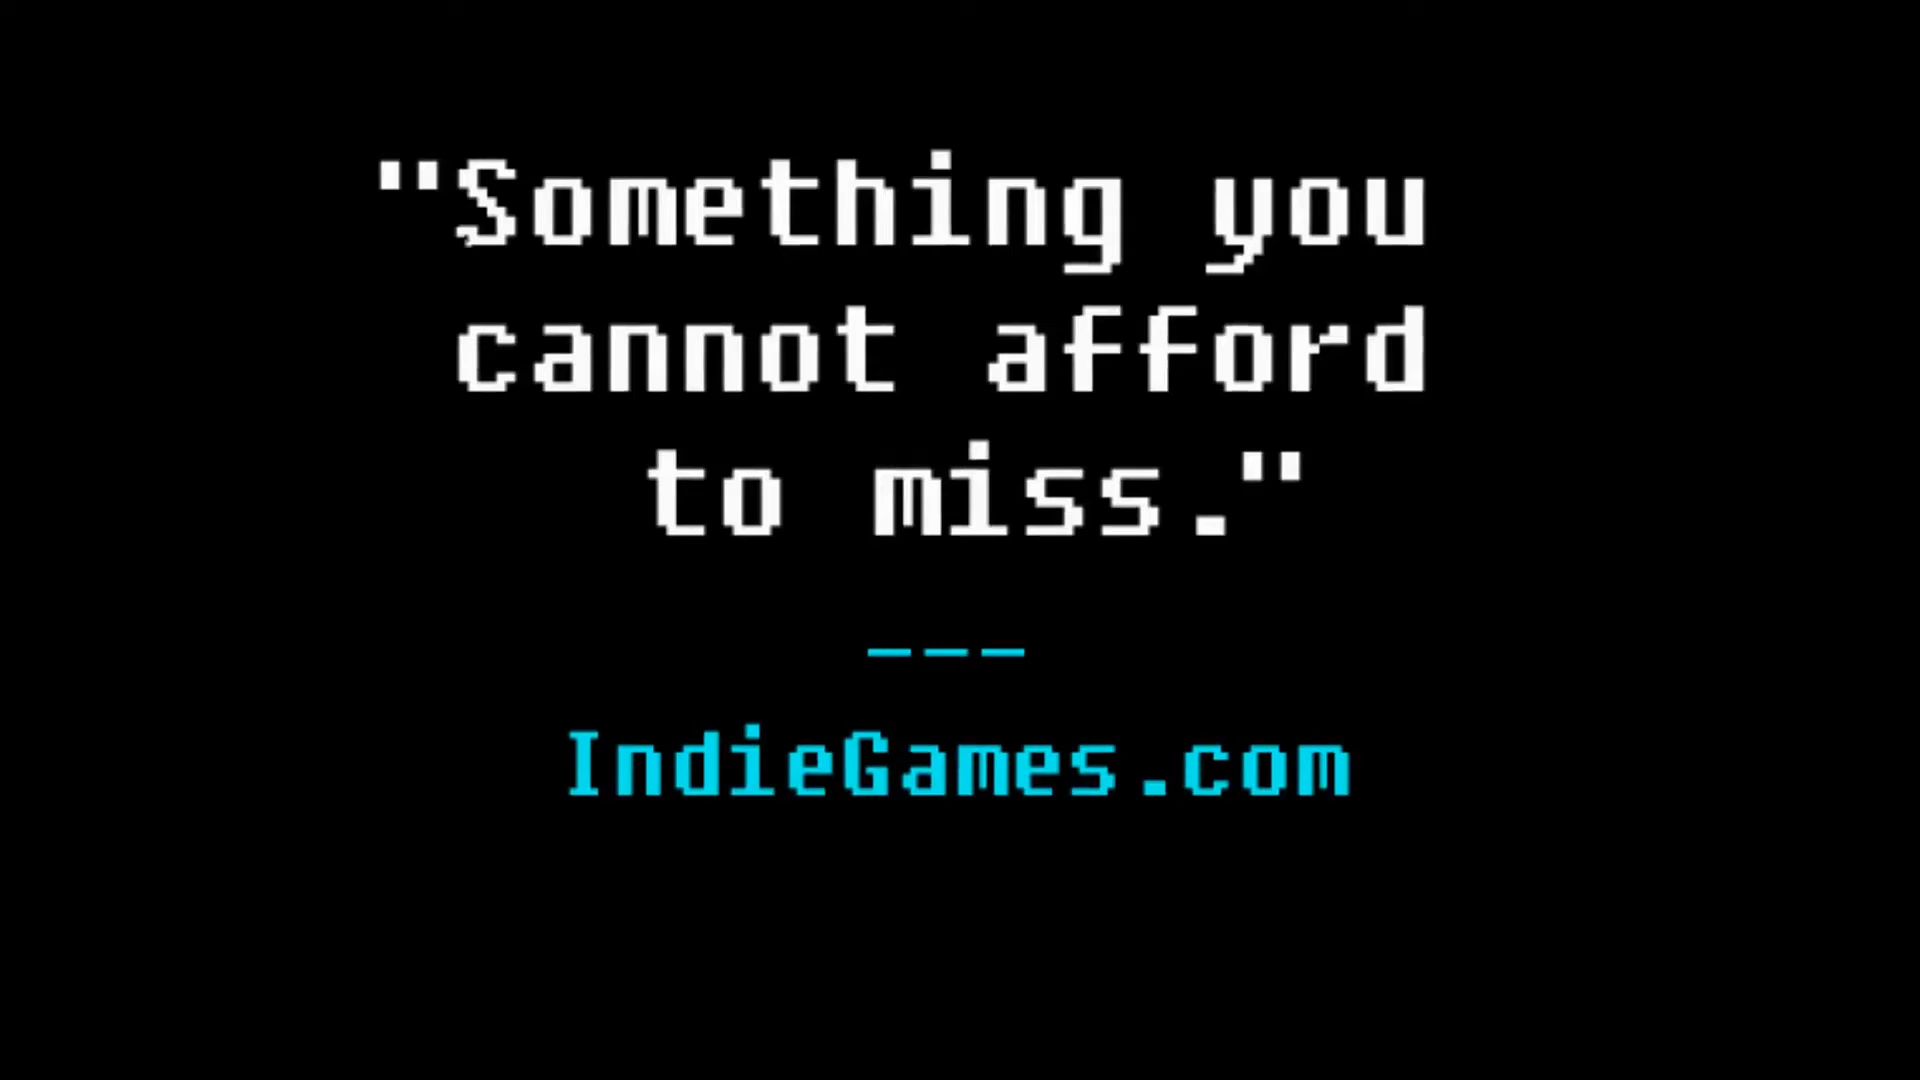 "Something you
cannot afford
to miss."
---
IndieGames.com